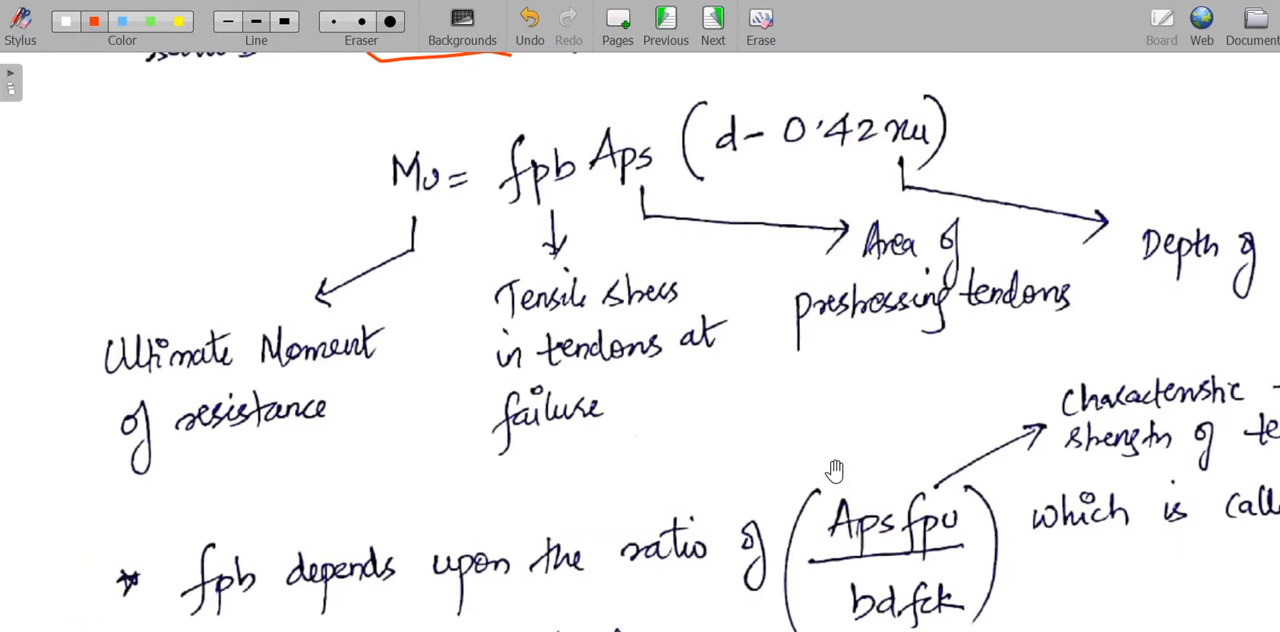 Stylus Color Line Eraser Backgrounds Undo Redo Pages Previous Next Erase Board Web Document
Mu = fpb Aps (d - 0.42 xu)
Ultimate Moment
of resistance
Tensile stress
in tendons at
failure
Area of
prestressing tendons
Depth of
Characteristic
strength of te
* fpb depends upon the ratio of (Aps fpu / bd.fck) which is call